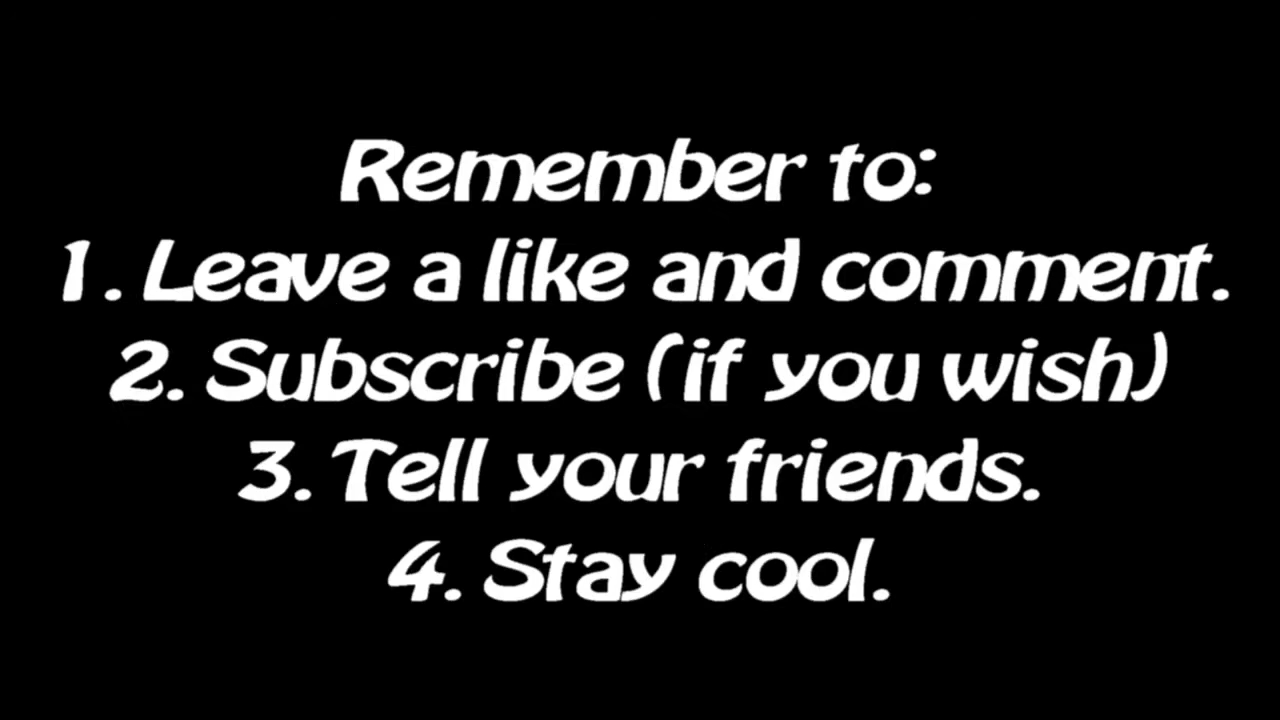 Remember to:
1. Leave a like and comment.
2. Subscribe (if you wish)
3. Tell your friends.
4. Stay cool.